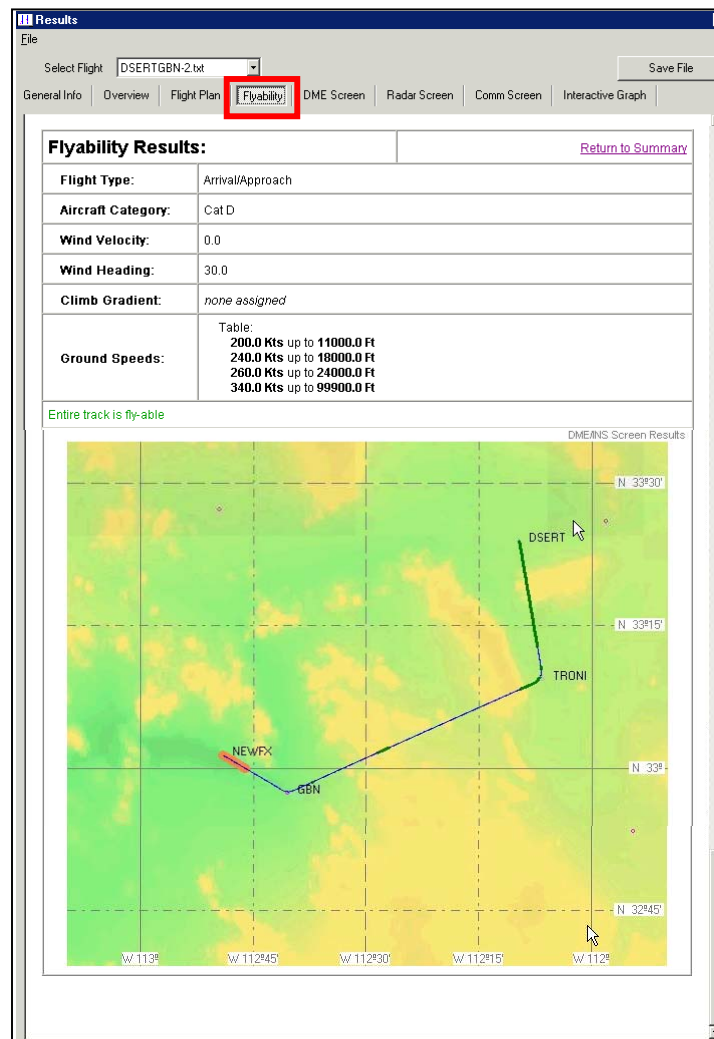 Results
File
Select Flight DSERTGBN-2.txt Save File
General Info Overview Flight Plan Flyability DME Screen Radar Screen Comm Screen Interactive Graph
Flyability Results: Return to Summary
Flight Type: Arrival/Approach
Aircraft Category: Cat D
Wind Velocity: 0.0
Wind Heading: 30.0
Climb Gradient: none assigned
Table:
200.0 Kts up to 11000.0 Ft
240.0 Kts up to 18000.0 Ft
Ground Speeds:
260.0 Kts up to 24000.0 Ft
340.0 Kts up to 99900.0 Ft
Entire track is fly-able
DME/INS Screen Results
N 33º30'
DSERT
N 33º15'
TRONI
NEWFX
N 33º
GBN
N 32º45'
W 113º W 112º45' W 112º30' W 112º15' W 112º